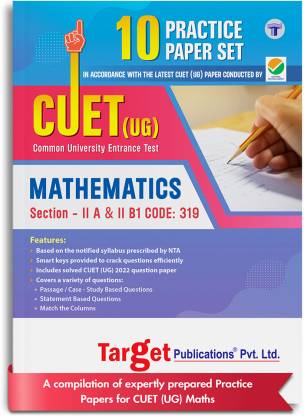 10 PRACTICE
PAPER SET
IN ACCORDANCE WITH THE LATEST CUET (UG) PAPER CONDUCTED BY
CUET (UG)
Common University Entrance Test
MATHEMATICS
Section - II A & II B1 CODE: 319
Features:
• Based on the notified syllabus prescribed by NTA
• Smart keys provided to crack questions efficiently
• Includes solved CUET (UG) 2022 question paper
• Covers a variety of questions:
• Passage / Case - Study Based Questions
• Statement Based Questions
• Match the Columns
Target Publications® Pvt. Ltd.
A compilation of expertly prepared Practice
Papers for CUET (UG) Maths